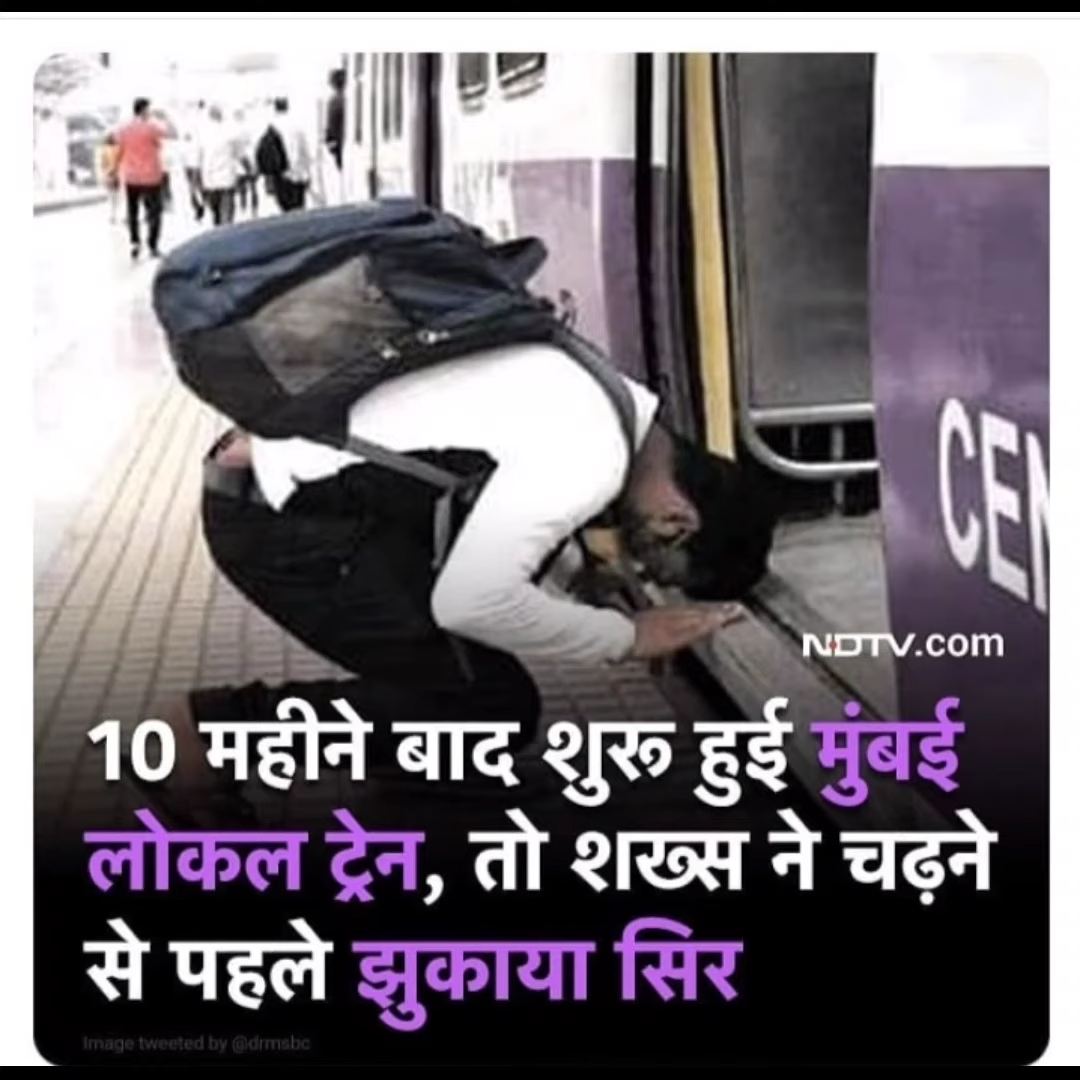 CEN
NDTV.com
10 महीने बाद शुरू हुई मुंबई
लोकल ट्रेन, तो शख्स ने चढ़ने
से पहले झुकाया सिर
Image tweeted by @drmsbc